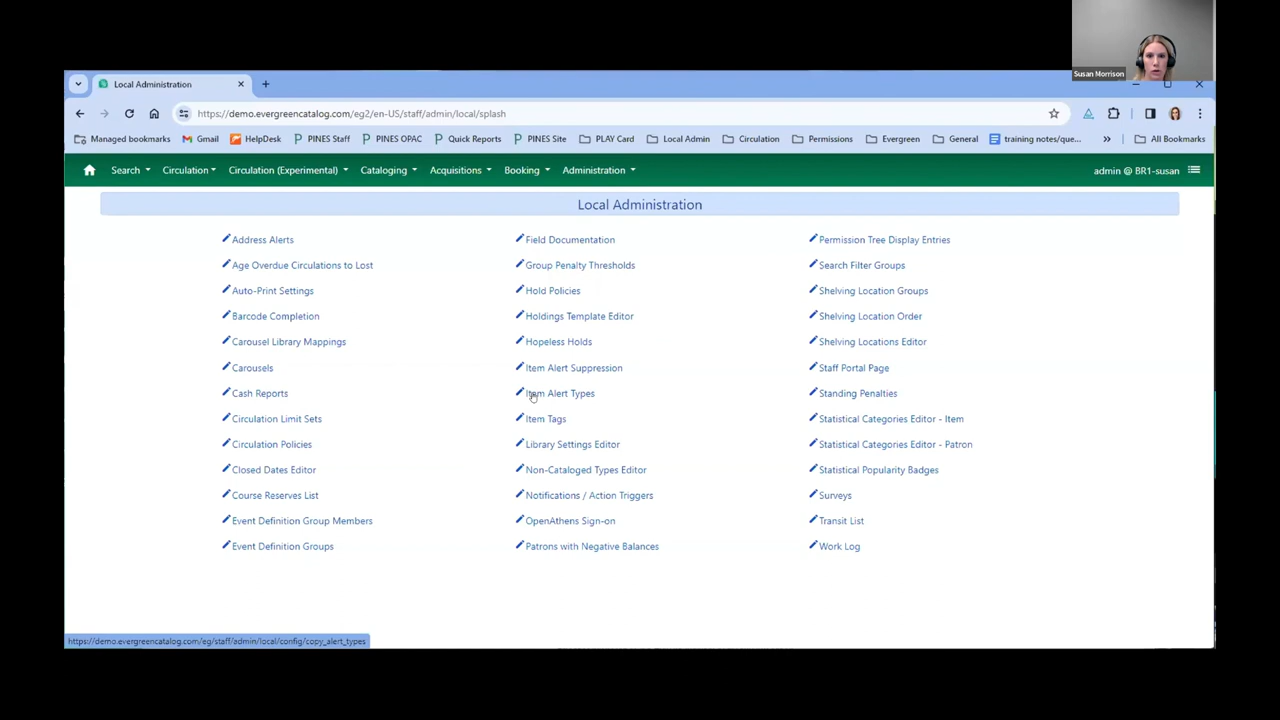 Susan Morrison
Local Administration
https://demo.evergreencatalog.com/eg2/en-US/staff/admin/local/splash
Managed bookmarks Gmail HelpDesk PINES Staff PINES OPAC Quick Reports PINES Site PLAY Card Local Admin Circulation Permissions Evergreen General training notes/que... All Bookmarks
Search Circulation Circulation (Experimental) Cataloging Acquisitions Booking Administration admin @ BR1-susan
Local Administration
Address Alerts
Age Overdue Circulations to Lost
Auto-Print Settings
Barcode Completion
Carousel Library Mappings
Carousels
Cash Reports
Circulation Limit Sets
Circulation Policies
Closed Dates Editor
Course Reserves List
Event Definition Group Members
Event Definition Groups
Field Documentation
Group Penalty Thresholds
Hold Policies
Holdings Template Editor
Hopeless Holds
Item Alert Suppression
Item Alert Types
Item Tags
Library Settings Editor
Non-Cataloged Types Editor
Notifications / Action Triggers
OpenAthens Sign-on
Patrons with Negative Balances
Permission Tree Display Entries
Search Filter Groups
Shelving Location Groups
Shelving Location Order
Shelving Locations Editor
Staff Portal Page
Standing Penalties
Statistical Categories Editor - Item
Statistical Categories Editor - Patron
Statistical Popularity Badges
Surveys
Transit List
Work Log
https://demo.evergreencatalog.com/eg/staff/admin/local/config/copy_alert_types